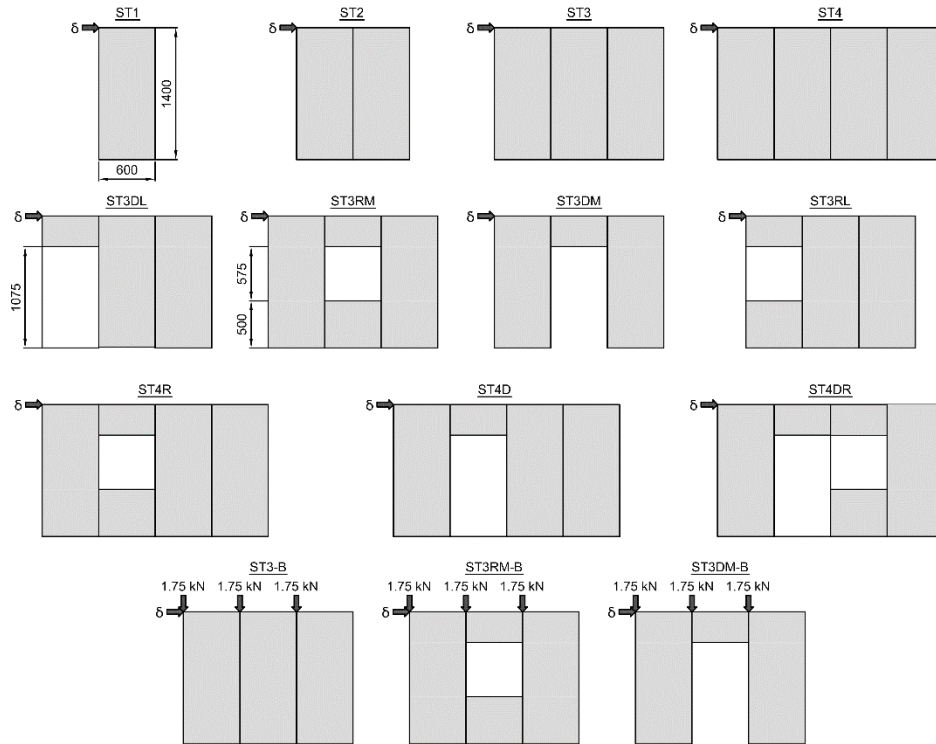 ST1 ST2 ST3 ST4
δ δ δ δ
1400
600
ST3DL ST3RM ST3DM ST3RL
δ δ δ δ
1075
575
500
ST4R ST4D ST4DR
δ δ δ
ST3-B ST3RM-B ST3DM-B
1.75 kN 1.75 kN 1.75 kN 1.75 kN 1.75 kN 1.75 kN 1.75 kN 1.75 kN 1.75 kN
δ δ δ